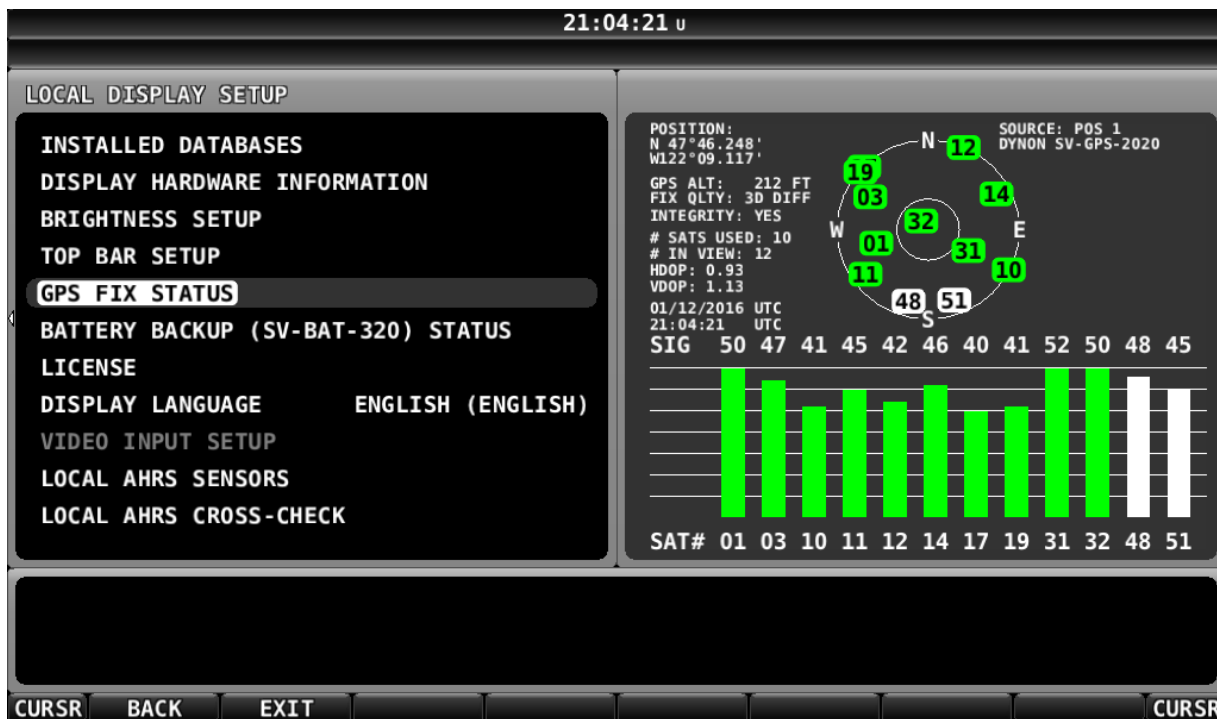 21:04:21 U
LOCAL DISPLAY SETUP
INSTALLED DATABASES
DISPLAY HARDWARE INFORMATION
BRIGHTNESS SETUP
TOP BAR SETUP
GPS FIX STATUS
BATTERY BACKUP (SV-BAT-320) STATUS
LICENSE
DISPLAY LANGUAGE ENGLISH (ENGLISH)
VIDEO INPUT SETUP
LOCAL AHRS SENSORS
LOCAL AHRS CROSS-CHECK
POSITION:
N 47°46.248'
W122°09.117'
GPS ALT: 212 FT
FIX QLTY: 3D DIFF
INTEGRITY: YES
# SATS USED: 10
# IN VIEW: 12
HDOP: 0.93
VDOP: 1.13
01/12/2016 UTC
21:04:21 UTC
SOURCE: POS 1
DYNON SV-GPS-2020
N
12
19
03
14
32
W
E
01
31
11
10
48
51
S
SIG 50 47 41 45 42 46 40 41 52 50 48 45
SAT# 01 03 10 11 12 14 17 19 31 32 48 51
CURSR BACK EXIT CURSR